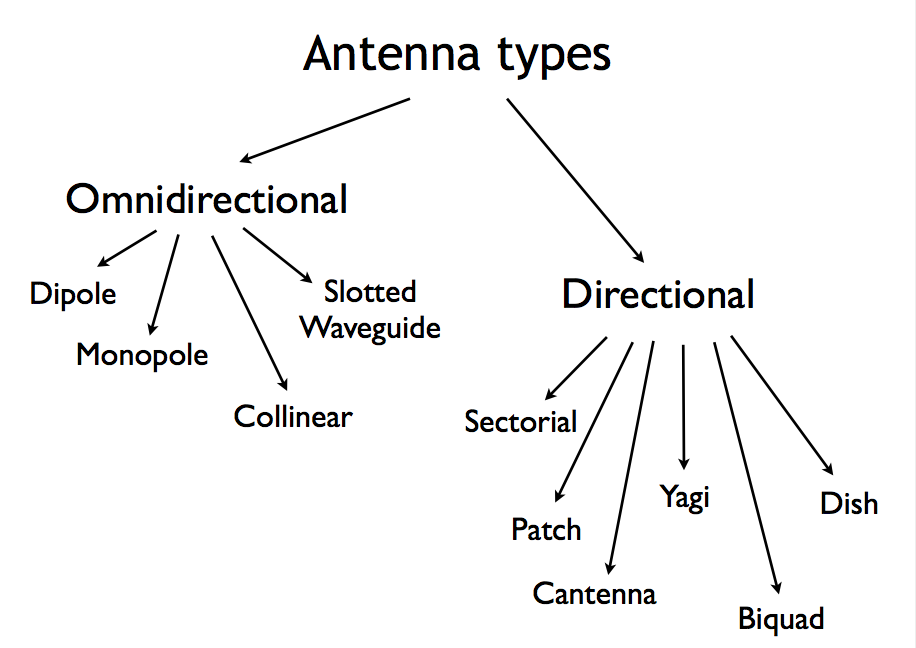 Antenna types
Omnidirectional
Dipole
Monopole
Collinear
Slotted
Waveguide
Directional
Sectorial
Patch
Cantenna
Yagi
Biquad
Dish